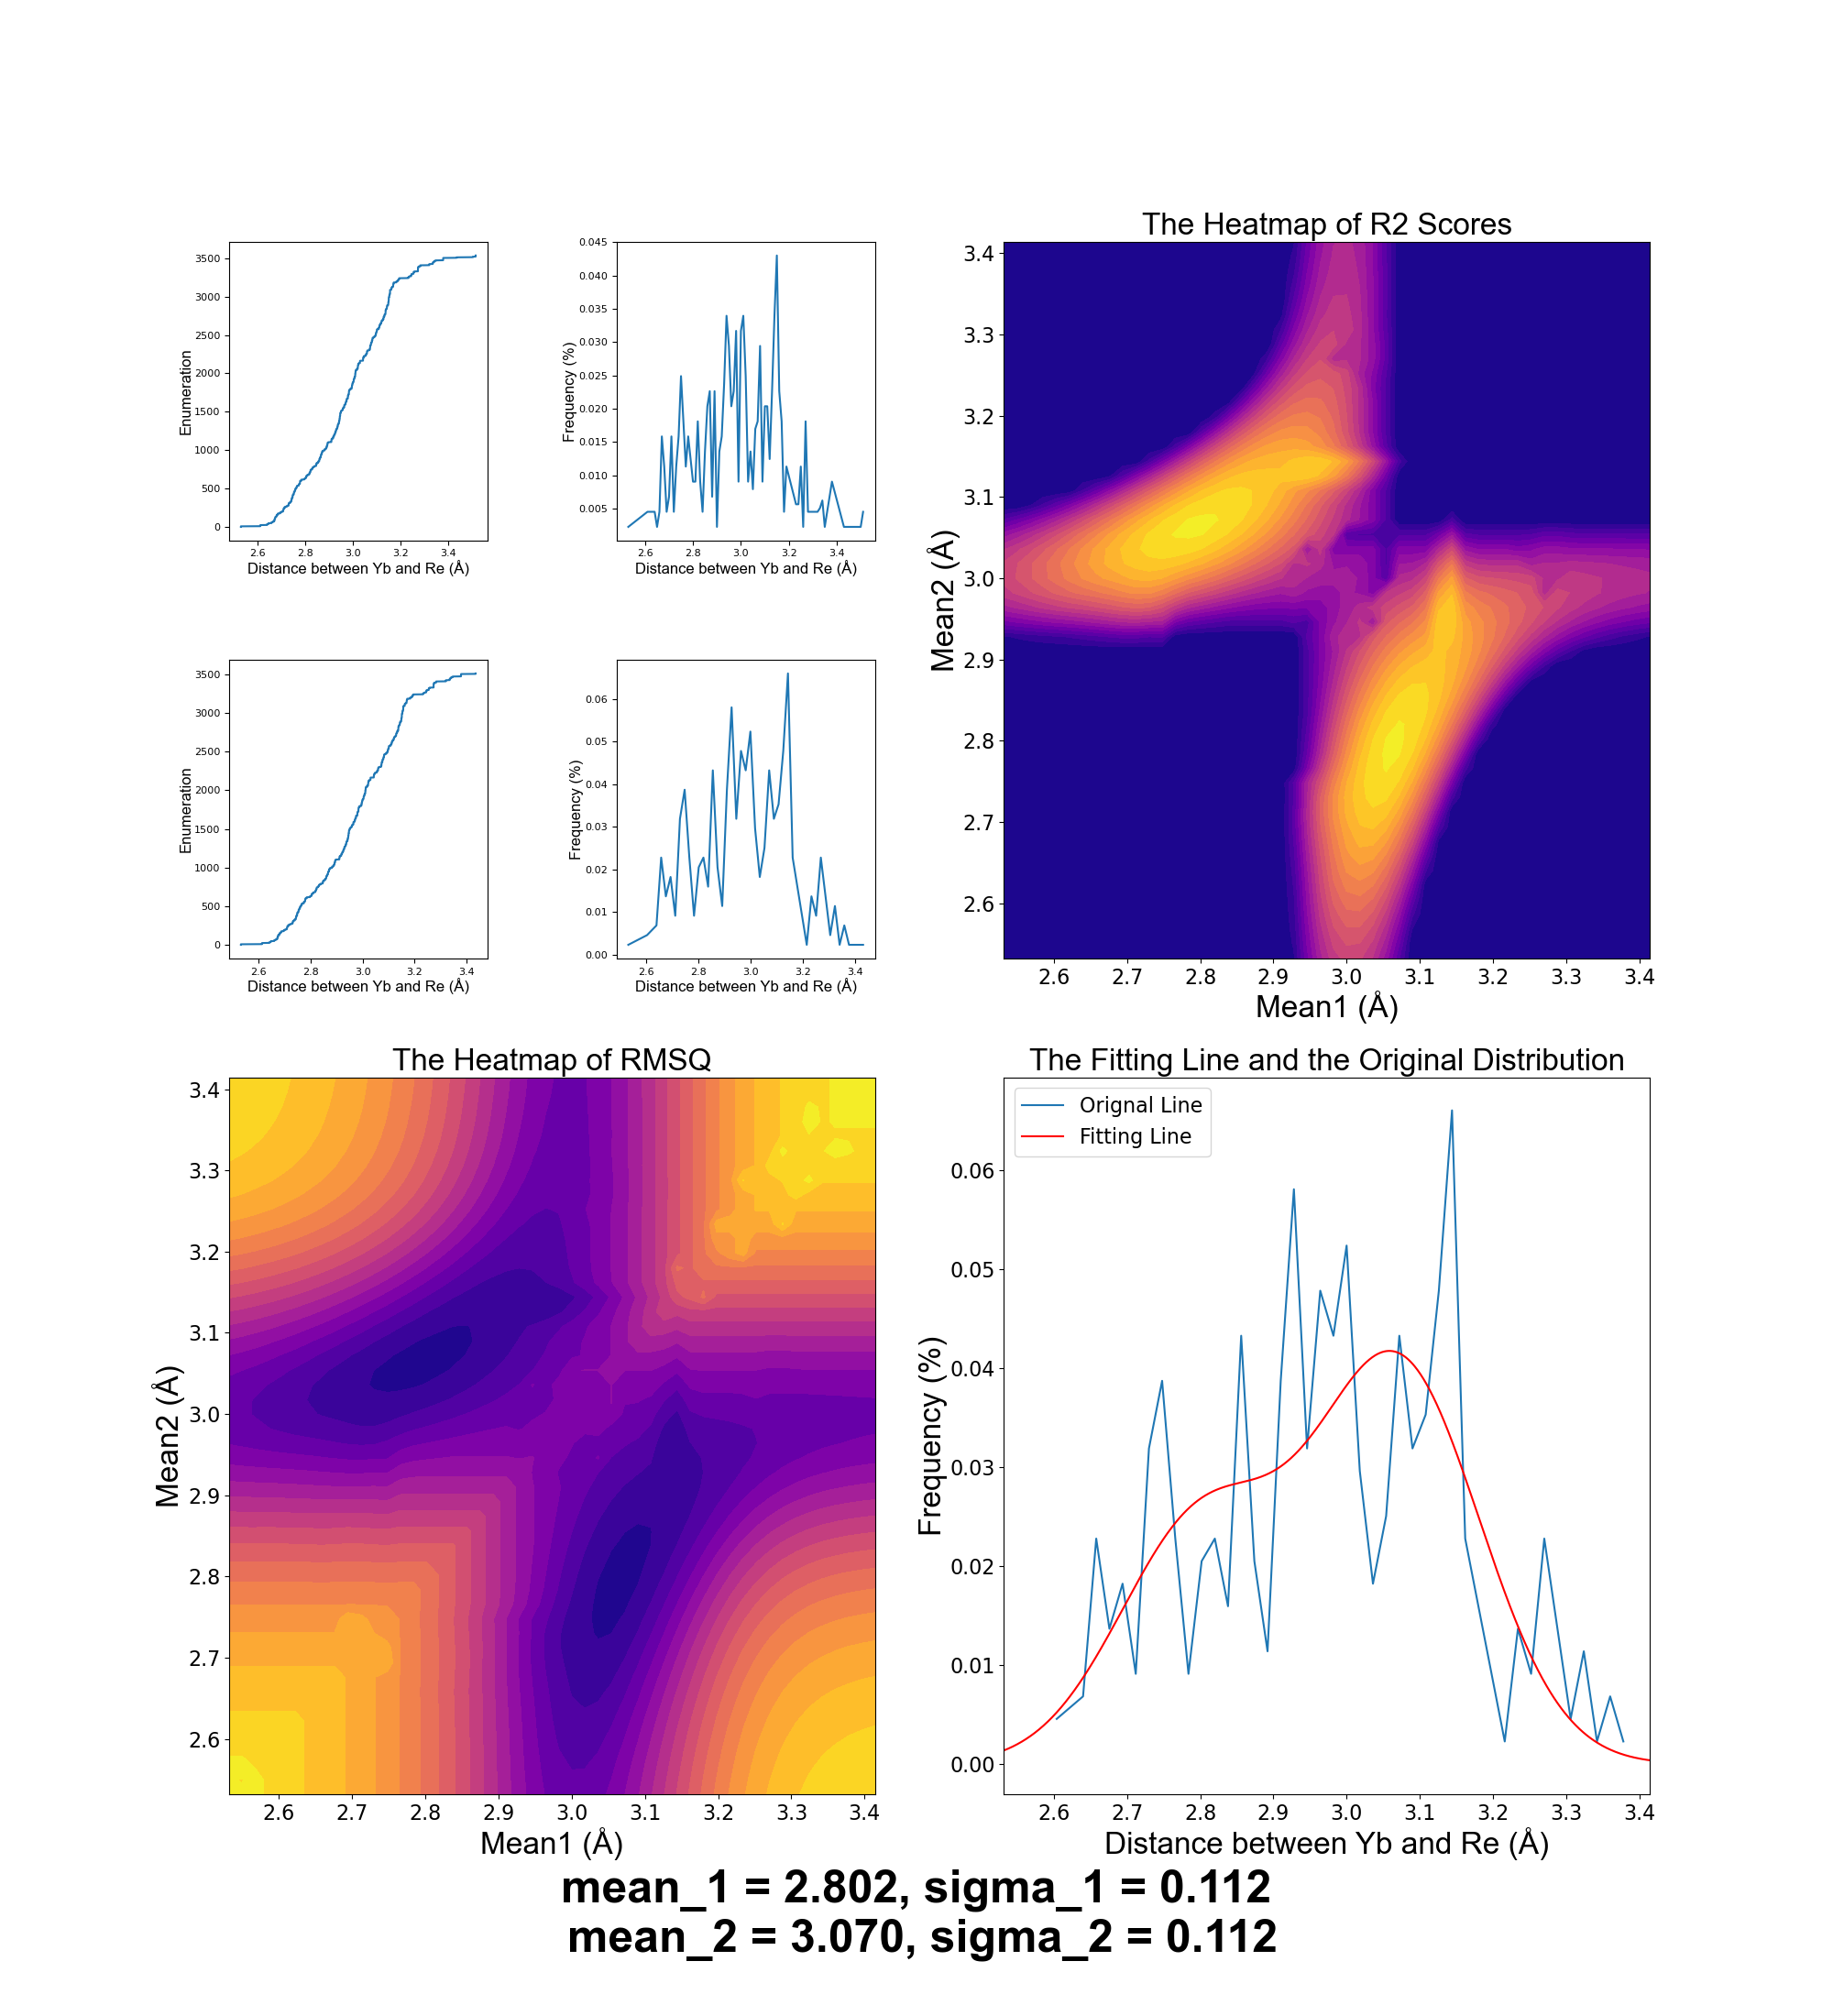 3500
3000
2500
2000
1500
1000
500
0
Enumeration
2.6 2.8 3.0 3.2 3.4
Distance between Yb and Re (Å)
0.045
0.040
0.035
0.030
0.025
0.020
0.015
0.010
0.005
Frequency (%)
2.6 2.8 3.0 3.2 3.4
Distance between Yb and Re (Å)
3500
3000
2500
2000
1500
1000
500
0
Enumeration
2.6 2.8 3.0 3.2 3.4
Distance between Yb and Re (Å)
0.06
0.05
0.04
0.03
0.02
0.01
0.00
Frequency (%)
2.6 2.8 3.0 3.2 3.4
Distance between Yb and Re (Å)
The Heatmap of R2 Scores
3.4
3.3
3.2
3.1
3.0
2.9
2.8
2.7
2.6
Mean2 (Å)
2.6 2.7 2.8 2.9 3.0 3.1 3.2 3.3 3.4
Mean1 (Å)
The Heatmap of RMSQ
3.4
3.3
3.2
3.1
3.0
2.9
2.8
2.7
2.6
Mean2 (Å)
2.6 2.7 2.8 2.9 3.0 3.1 3.2 3.3 3.4
Mean1 (Å)
The Fitting Line and the Original Distribution
Orignal Line
Fitting Line
0.06
0.05
0.04
0.03
0.02
0.01
0.00
Frequency (%)
2.6 2.7 2.8 2.9 3.0 3.1 3.2 3.3 3.4
Distance between Yb and Re (Å)
mean_1 = 2.802, sigma_1 = 0.112
mean_2 = 3.070, sigma_2 = 0.112